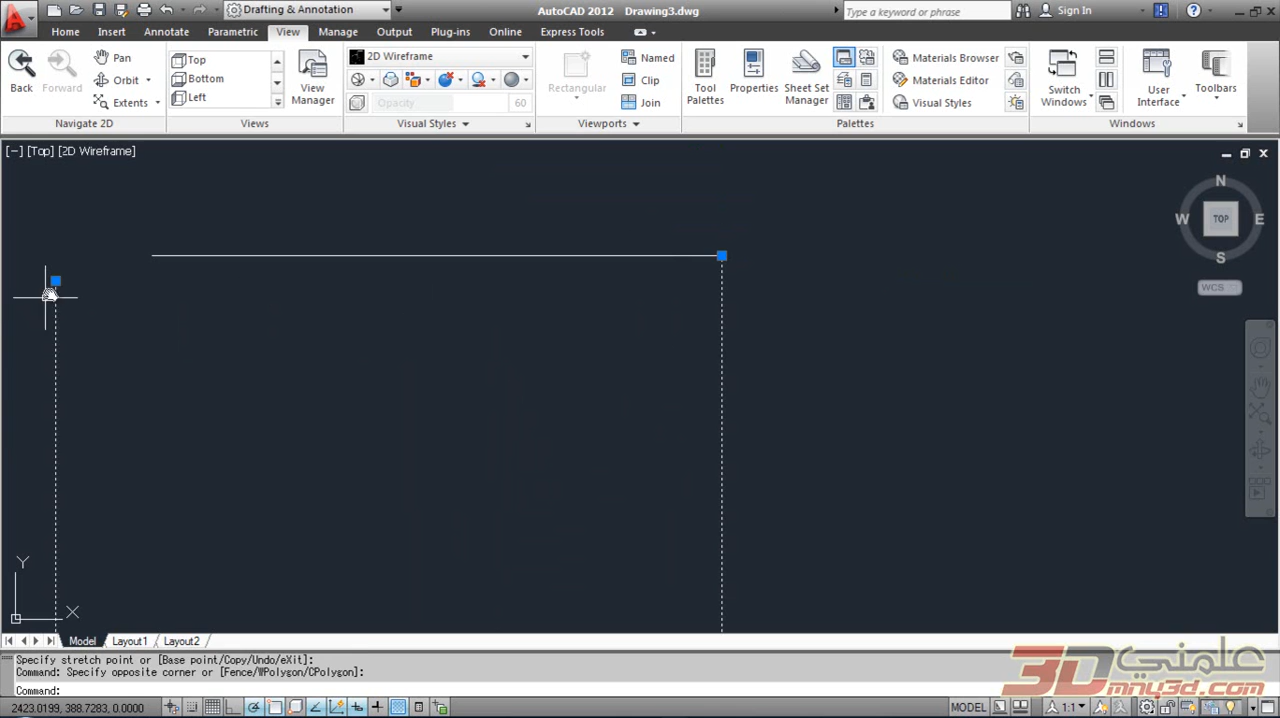 Drafting & Annotation
AutoCAD 2012 Drawing3.dwg
Type a keyword or phrase
Sign In
Home Insert Annotate Parametric View Manage Output Plug-ins Online Express Tools
Back
Forward
Pan
Orbit
Extents
Navigate 2D
Top
Bottom
Left
View Manager
Views
2D Wireframe
Opacity 60
Visual Styles
Rectangular
Named
Clip
Join
Viewports
Tool Palettes
Properties
Sheet Set Manager
Materials Browser
Materials Editor
Visual Styles
Palettes
Switch Windows
User Interface
Toolbars
Windows
[−] [Top] [2D Wireframe]
N
W TOP E
S
WCS
Y
X
Model Layout1 Layout2
Specify stretch point or [Base point/Copy/Undo/eXit]:
Command: Specify opposite corner or [Fence/WPolygon/CPolygon]:
Command:
2423.0199, 388.7283, 0.0000
MODEL
1:1
3D علمني
mny3d.com